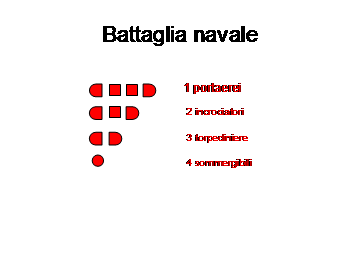 Battaglia navale
1 portaerei
2 incrociatori
3 torpediniere
4 sommergibili